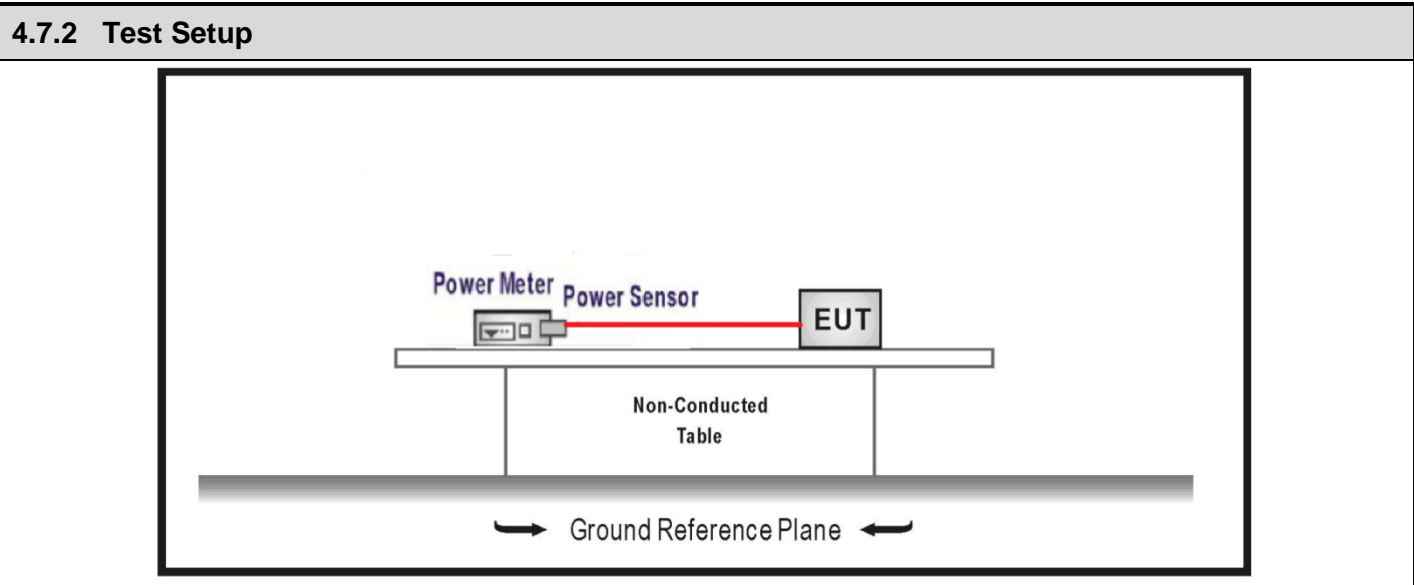 4.7.2 Test Setup
Power Meter
Power Sensor
EUT
Non-Conducted
Table
Ground Reference Plane